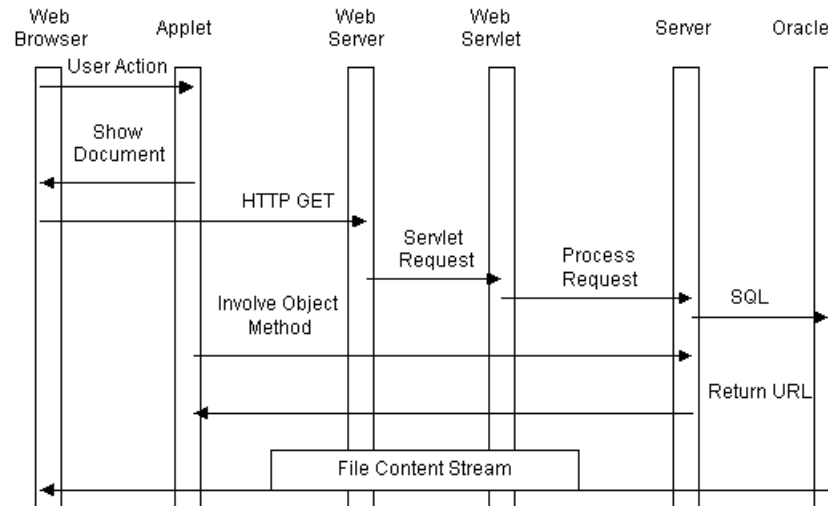 Web
Browser
Applet
Web
Server
Web
Servlet
Server
Oracle
User Action
Show
Document
HTTP GET
Servlet
Request
Process
Request
SQL
Involve Object
Method
Return URL
File Content Stream